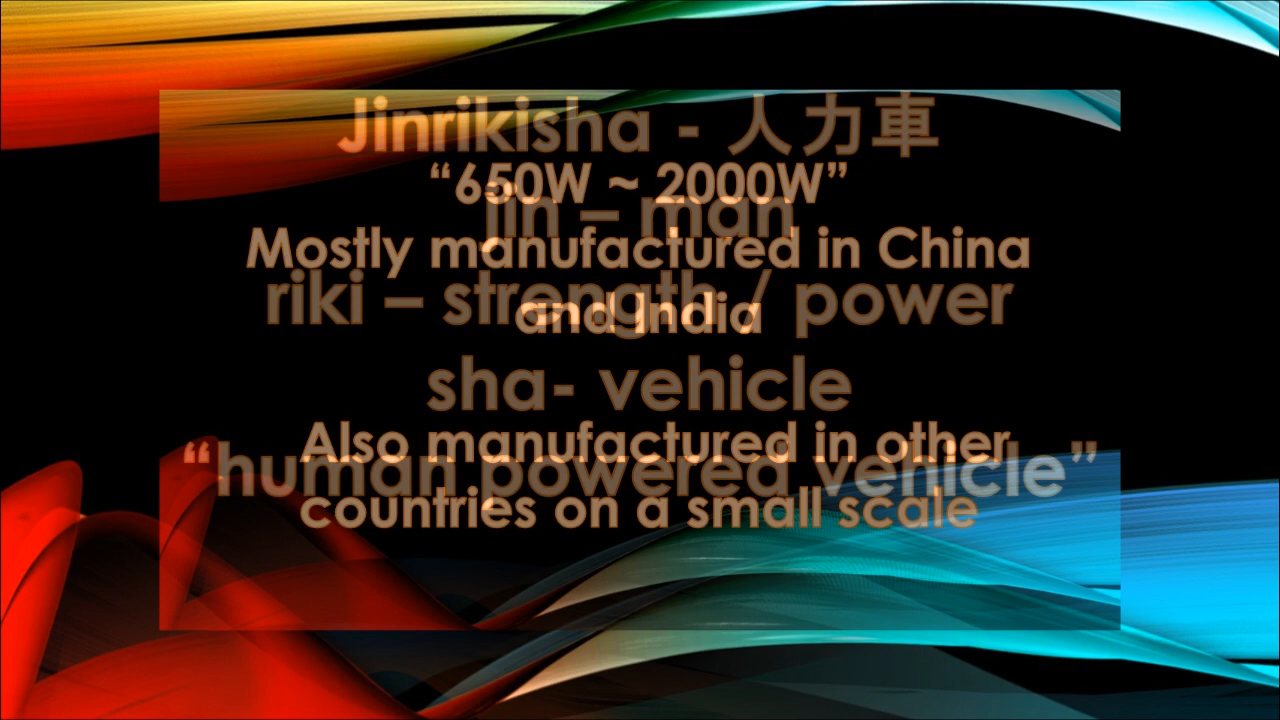 Jinrikisha - 人力車
“650W ~ 2000W”
jin – man
Mostly manufactured in China
riki – strength / power
and India
sha- vehicle
Also manufactured in other
“human powered vehicle”
countries on a small scale